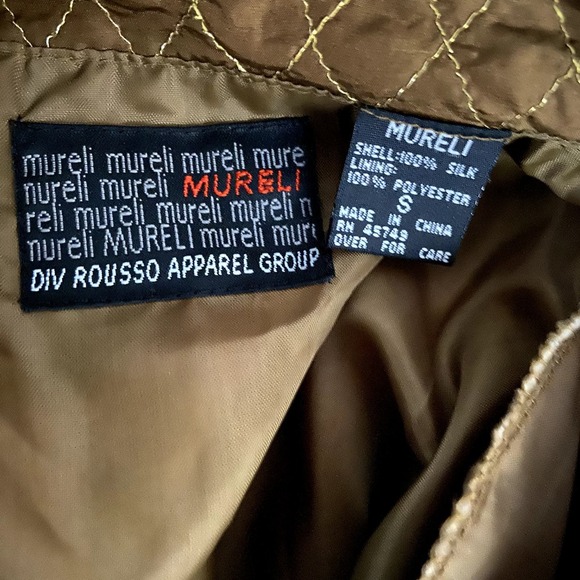 mureli mureli mureli mure
nureli mureli MURELI
reli mureli mureli mureli n
nureli MURELI mureli mure
DIV ROUSSO APPAREL GROUP
MURELI
SHELL:100% SILK
LINING:
100% POLYESTER
S
MADE IN CHINA
RN 45749
OVER FOR CARE